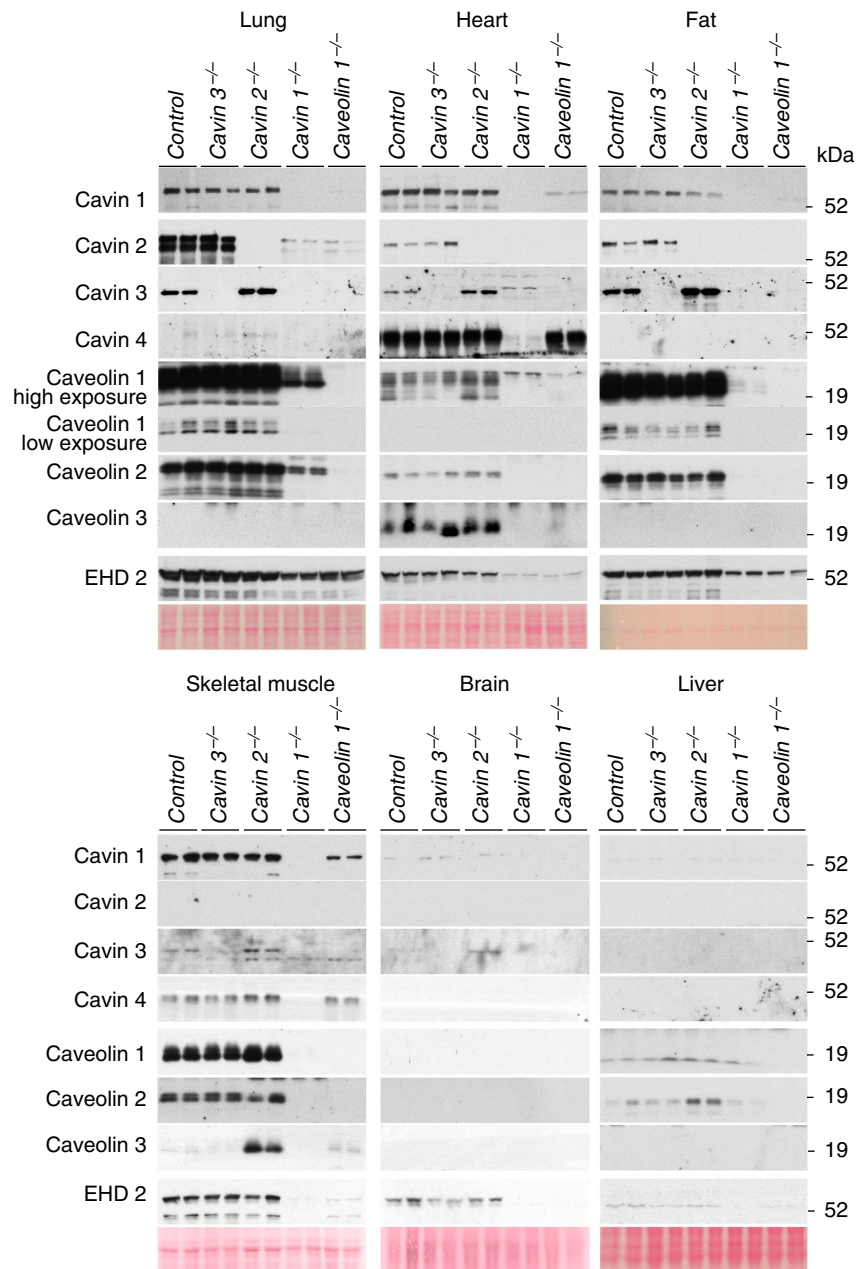 Lung Heart Fat
Control Cavin 3 −/− Cavin 2 −/− Cavin 1 −/− Caveolin 1 −/− Control Cavin 3 −/− Cavin 2 −/− Cavin 1 −/− Caveolin 1 −/− Control Cavin 3 −/− Cavin 2 −/− Cavin 1 −/− Caveolin 1 −/−
kDa
Cavin 1 52
Cavin 2 52
Cavin 3 52
Cavin 4 52
Caveolin 1
high exposure 19
Caveolin 1
low exposure 19
Caveolin 2 19
Caveolin 3 19
EHD 2 52
Skeletal muscle Brain Liver
Control Cavin 3 −/− Cavin 2 −/− Cavin 1 −/− Caveolin 1 −/− Control Cavin 3 −/− Cavin 2 −/− Cavin 1 −/− Caveolin 1 −/− Control Cavin 3 −/− Cavin 2 −/− Cavin 1 −/− Caveolin 1 −/−
Cavin 1 52
Cavin 2 52
Cavin 3 52
Cavin 4 52
Caveolin 1 19
Caveolin 2 19
Caveolin 3 19
EHD 2 52